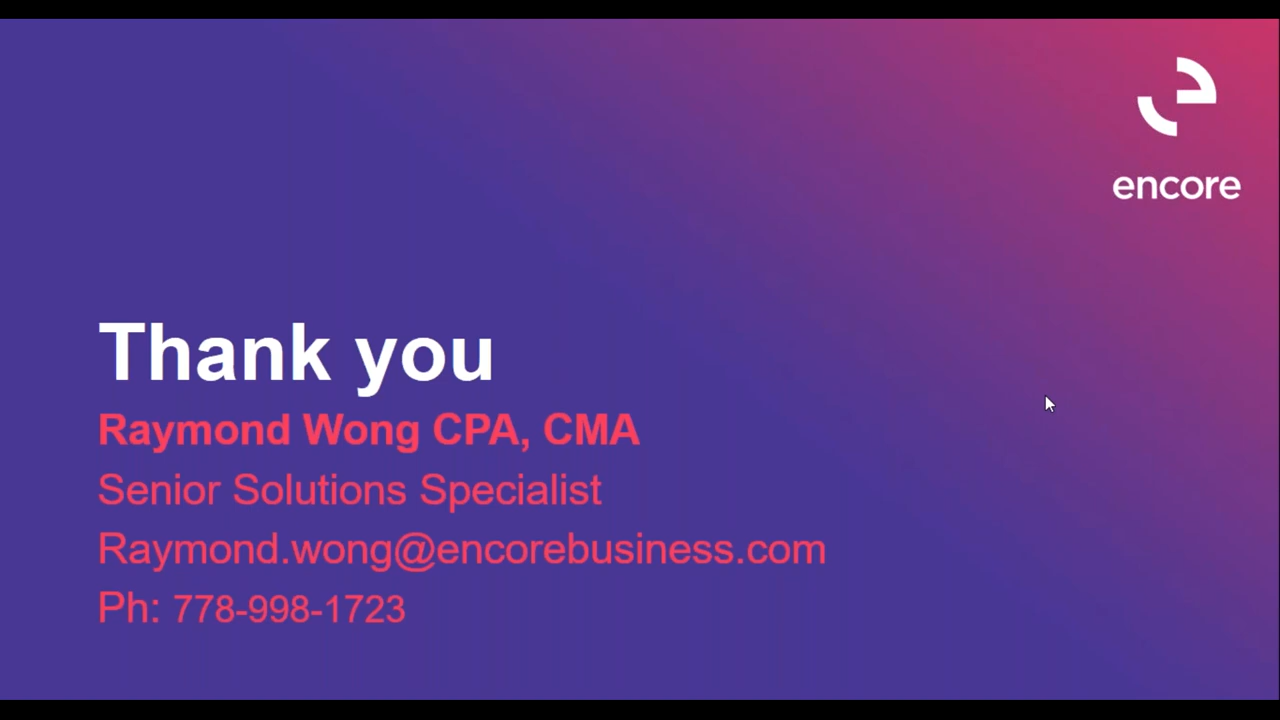 encore
Thank you
Raymond Wong CPA, CMA
Senior Solutions Specialist
Raymond.wong@encorebusiness.com
Ph: 778-998-1723